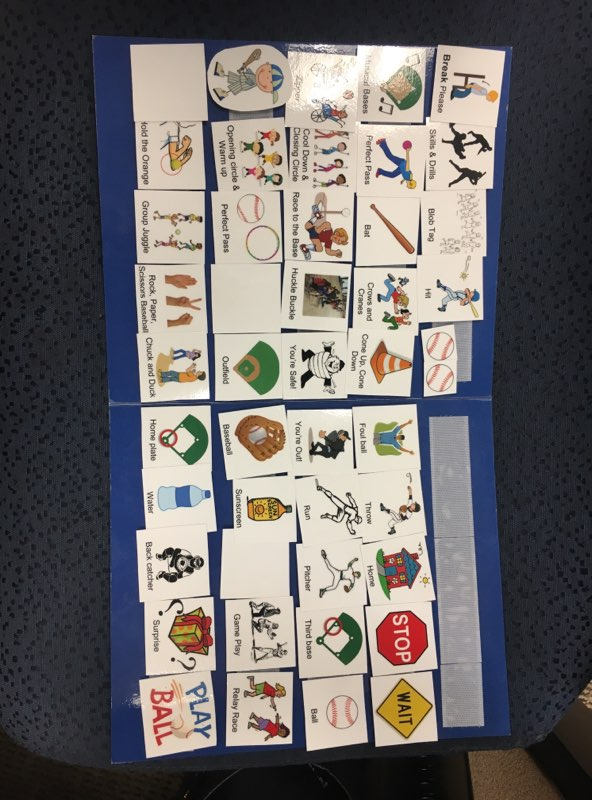 Break Please
Skills & Drills
Blob Tag
Hit
Musical Bases
Perfect Pass
Bat
Crows and
Cranes
Cone Up, Cone
Down
Foul ball
Throw
Home
STOP
WAIT
Cool Down &
Closing Circle
Race to the Base
Huckle Buckle
You're Safe!
You're Out!
Run
Pitcher
Third base
Ball
Opening circle &
Warm up
Perfect Pass
Outfield
Baseball
Sunscreen
SUN
Game Play
Relay Race
Hold the Orange
Group Juggle
Rock, Paper,
Scissors Baseball
Chuck and Duck
Home plate
Water
Back catcher
? ?
Surprise
PLAY
BALL